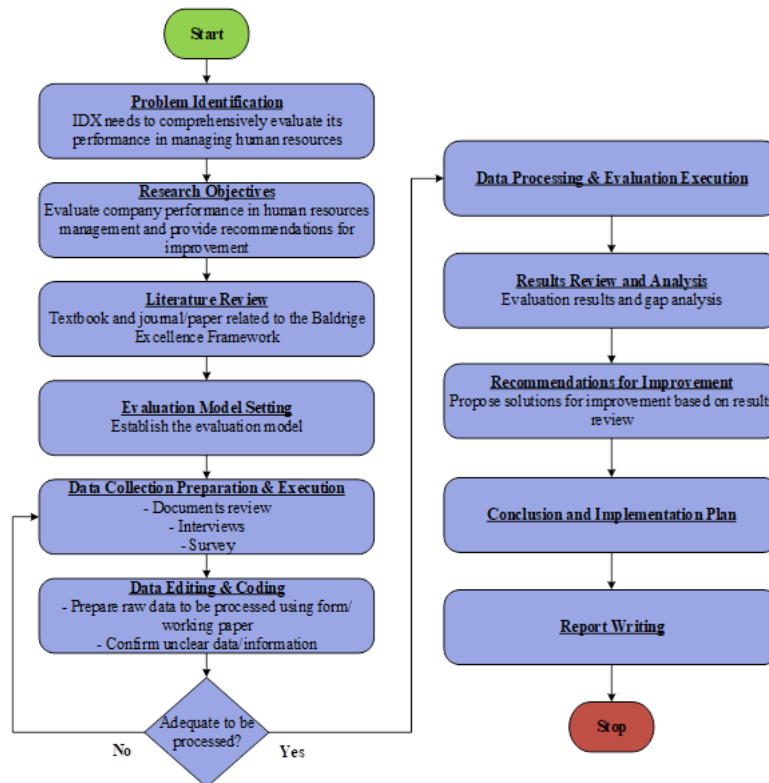 Start
Problem Identification
IDX needs to comprehensively evaluate its
performance in managing human resources
Research Objectives
Evaluate company performance in human resources
management and provide recommendations for
improvement
Literature Review
Textbook and journal/paper related to the Baldrige
Excellence Framework
Evaluation Model Setting
Establish the evaluation model
Data Collection Preparation & Execution
- Documents review
- Interviews
- Survey
Data Editing & Coding
- Prepare raw data to be processed using form/
working paper
- Confirm unclear data/information
Adequate to be
processed?
No
Yes
Data Processing & Evaluation Execution
Results Review and Analysis
Evaluation results and gap analysis
Recommendations for Improvement
Propose solutions for improvement based on results
review
Conclusion and Implementation Plan
Report Writing
Stop